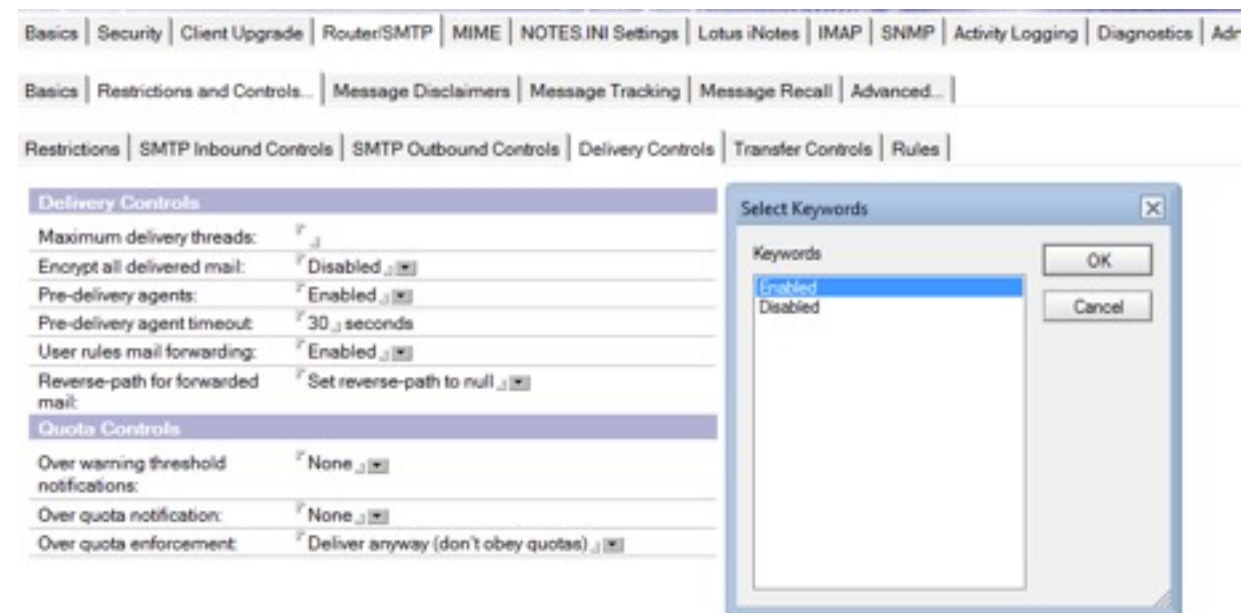 Basics | Security | Client Upgrade | Router/SMTP | MIME | NOTES.INI Settings | Lotus iNotes | IMAP | SNMP | Activity Logging | Diagnostics |
Basics | Restrictions and Controls... | Message Disclaimers | Message Tracking | Message Recall | Advanced... |
Restrictions | SMTP Inbound Controls | SMTP Outbound Controls | Delivery Controls | Transfer Controls | Rules |
Delivery Controls
Maximum delivery threads:
Encrypt all delivered mail: Disabled
Pre-delivery agents: Enabled
Pre-delivery agent timeout: 30 seconds
User rules mail forwarding: Enabled
Reverse-path for forwarded Set reverse-path to null
mail:
Quota Controls
Over warning threshold None
notifications:
Over quota notification: None
Over quota enforcement: Deliver anyway (don't obey quotas)
Select Keywords
Keywords
Enabled
Disabled
OK
Cancel